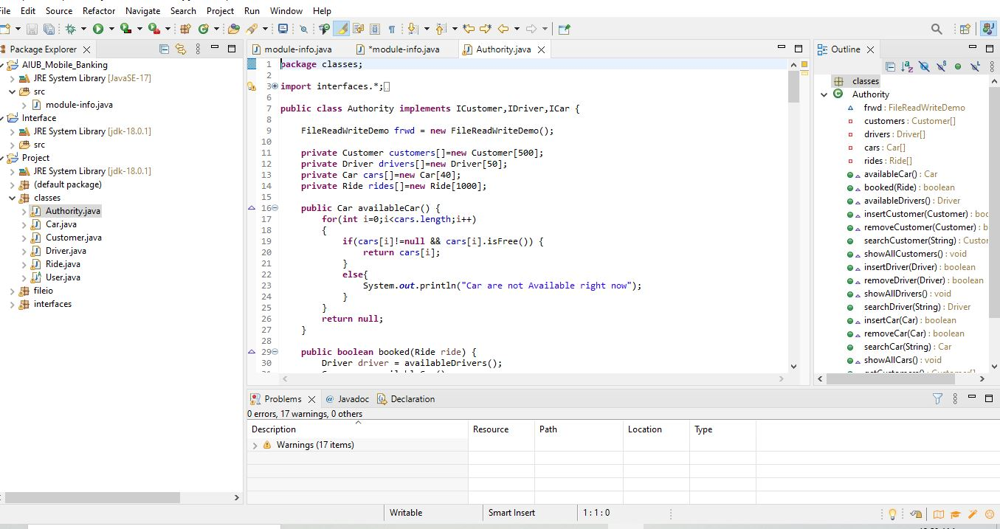 File Edit Source Refactor Navigate Search Project Run Window Help
Package Explorer
AIUB_Mobile_Banking
JRE System Library [JavaSE-17]
src
module-info.java
Interface
JRE System Library [jdk-18.0.1]
src
Project
JRE System Library [jdk-18.0.1]
(default package)
classes
Authority.java
Car.java
Customer.java
Driver.java
Ride.java
User.java
fileio
interfaces
module-info.java *module-info.java Authority.java
1 package classes;
2
3 import interfaces.*;
6
7 public class Authority implements ICustomer,IDriver,ICar {
8
9 FileReadWriteDemo frwd = new FileReadWriteDemo();
10
11 private Customer customers[]=new Customer[500];
12 private Driver drivers[]=new Driver[50];
13 private Car cars[]=new Car[40];
14 private Ride rides[]=new Ride[1000];
15
16 public Car availableCar() {
17 for(int i=0;i<cars.length;i++)
18 {
19 if(cars[i]!=null && cars[i].isFree()) {
20 return cars[i];
21 }
22 else{
23 System.out.println("Car are not Available right now");
24 }
25 }
26 return null;
27 }
28
29 public boolean booked(Ride ride) {
30 Driver driver = availableDrivers();
Outline
classes
Authority
frwd : FileReadWriteDemo
customers : Customer[]
drivers : Driver[]
cars : Car[]
rides : Ride[]
availableCar() : Car
booked(Ride) : boolean
availableDrivers() : Driver
insertCustomer(Customer) : boo
removeCustomer(Customer) : b
searchCustomer(String) : Custor
showAllCustomers() : void
insertDriver(Driver) : boolean
removeDriver(Driver) : boolean
showAllDrivers() : void
searchDriver(String) : Driver
insertCar(Car) : boolean
removeCar(Car) : boolean
searchCar(String) : Car
showAllCars() : void
Problems @ Javadoc Declaration
0 errors, 17 warnings, 0 others
Description Resource Path Location Type
Warnings (17 items)
Writable Smart Insert 1 : 1 : 0